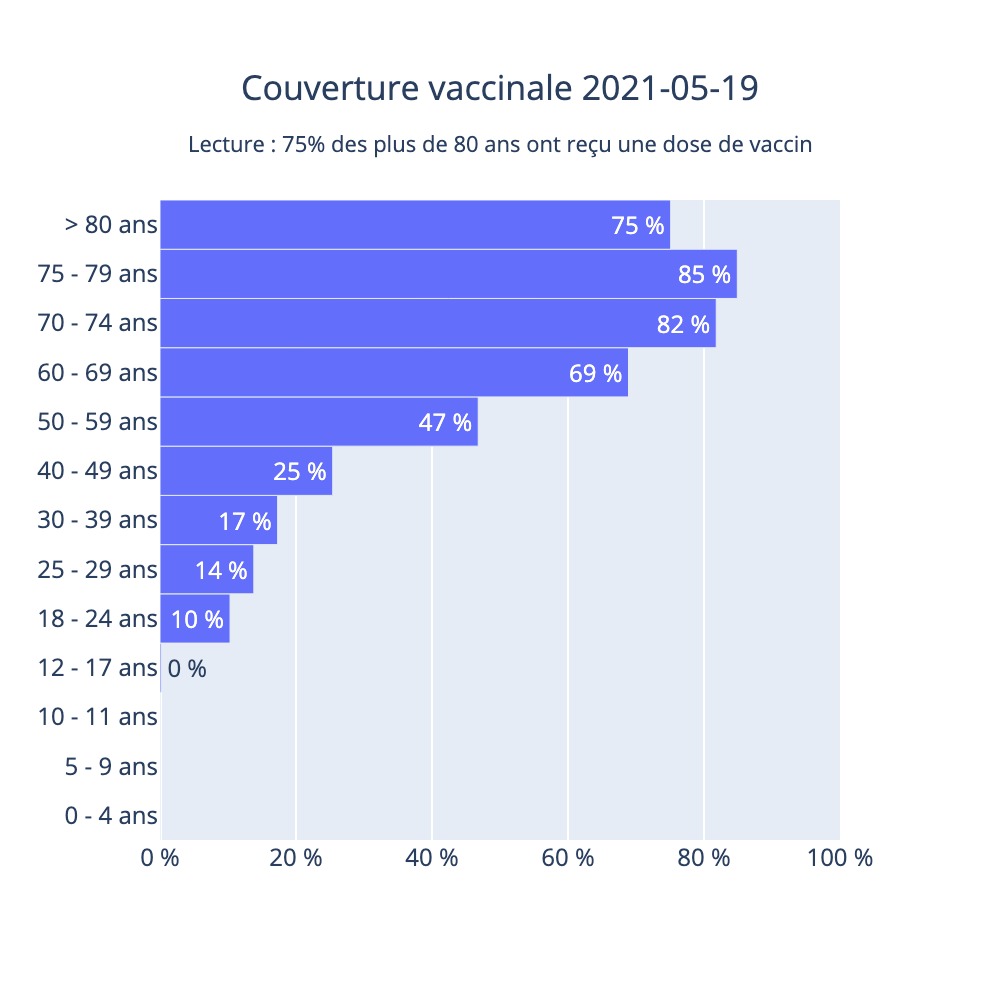 Couverture vaccinale 2021-05-19
Lecture : 75% des plus de 80 ans ont reçu une dose de vaccin
> 80 ans 75 %
75 - 79 ans 85 %
70 - 74 ans 82 %
60 - 69 ans 69 %
50 - 59 ans 47 %
40 - 49 ans 25 %
30 - 39 ans 17 %
25 - 29 ans 14 %
18 - 24 ans 10 %
12 - 17 ans 0 %
10 - 11 ans
5 - 9 ans
0 - 4 ans
0 % 20 % 40 % 60 % 80 % 100 %